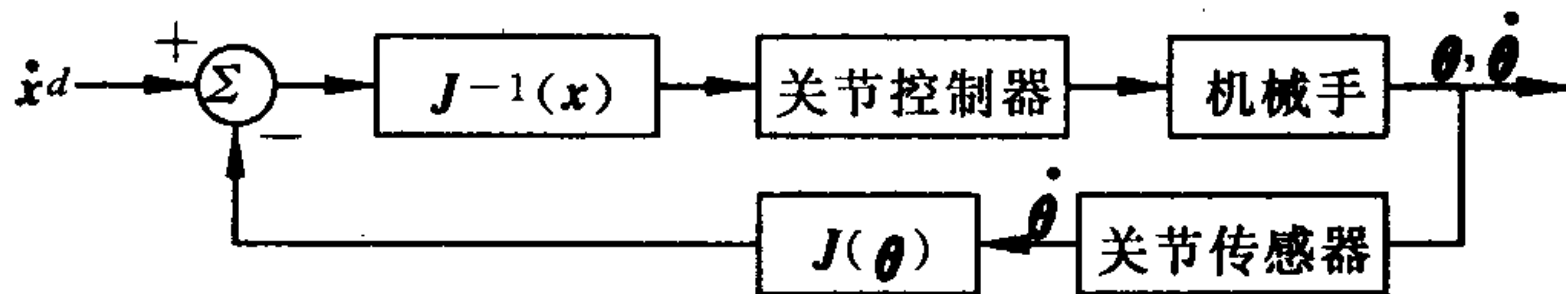 ẋd + Σ − J−1(x) 关节控制器 机械手 θ, θ̇
J(θ) θ̇ 关节传感器